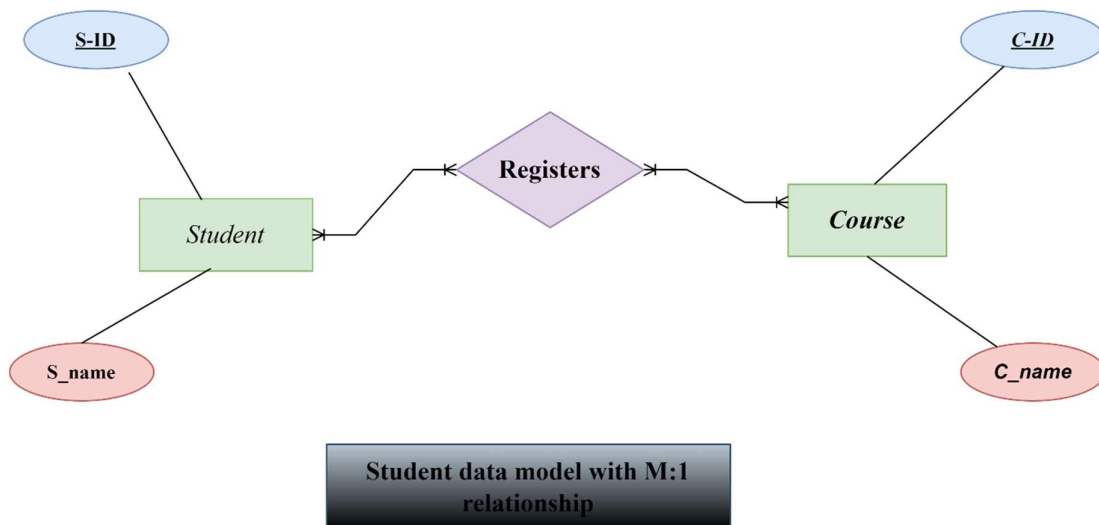 S-ID
C-ID
Registers
Student
Course
S_name
C_name
Student data model with M:1
relationship